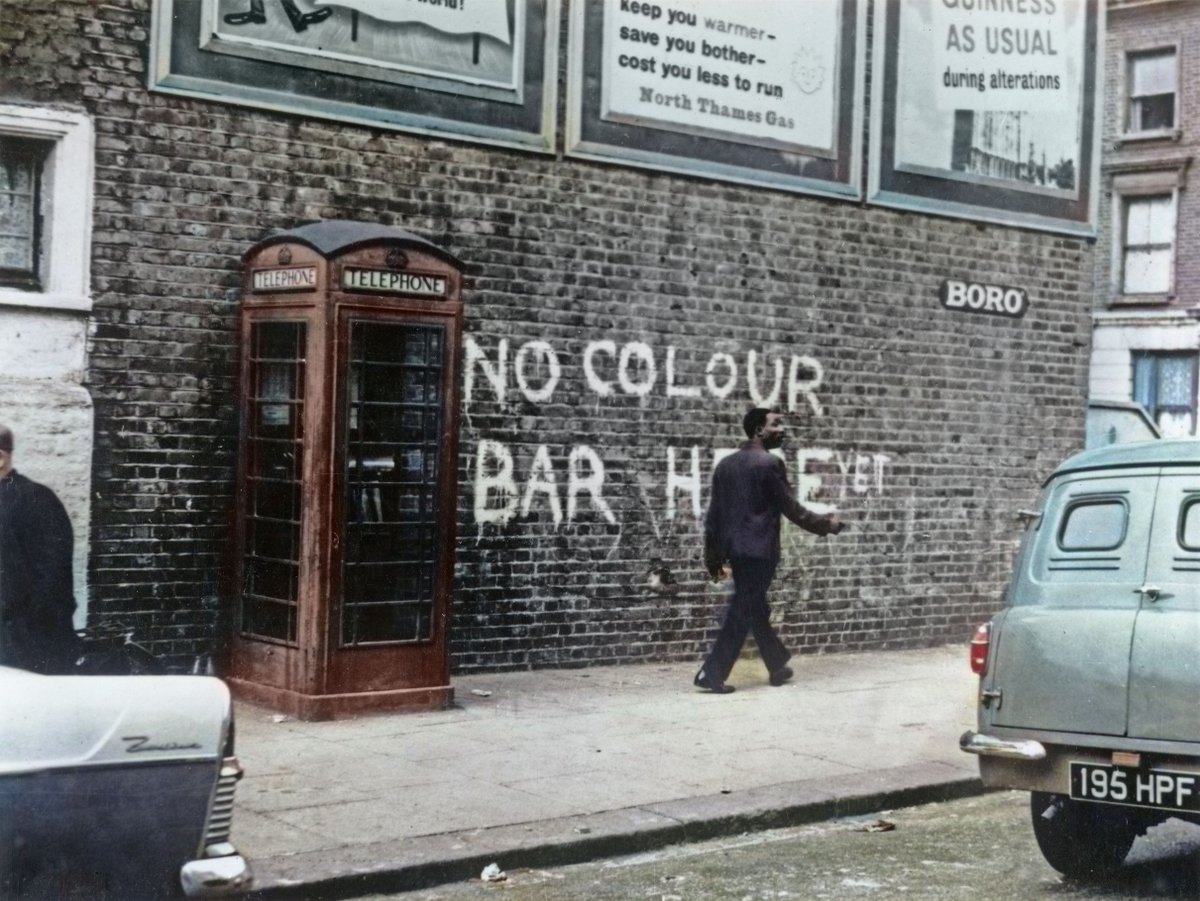 world!
keep you warmer–
save you bother–
cost you less to run
North Thames Gas
GUINNESS
AS USUAL
during alterations
TELEPHONE
TELEPHONE
BORO'
NO COLOUR
BAR YET
Zodiac
195 HPF